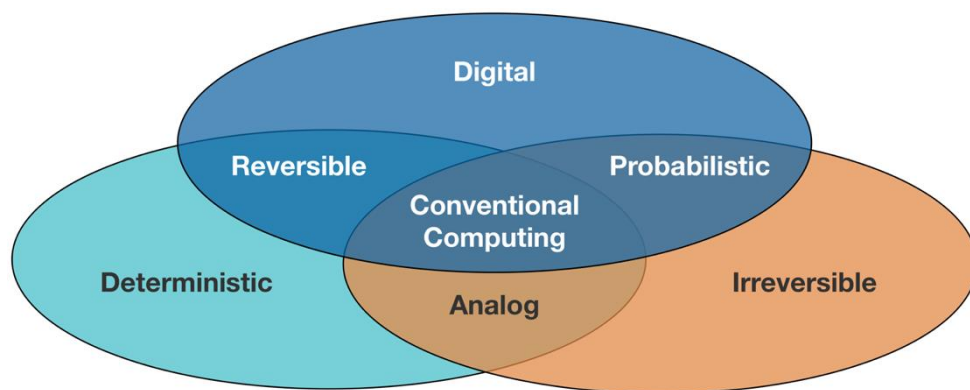 Digital
Reversible
Probabilistic
Conventional
Computing
Deterministic
Analog
Irreversible